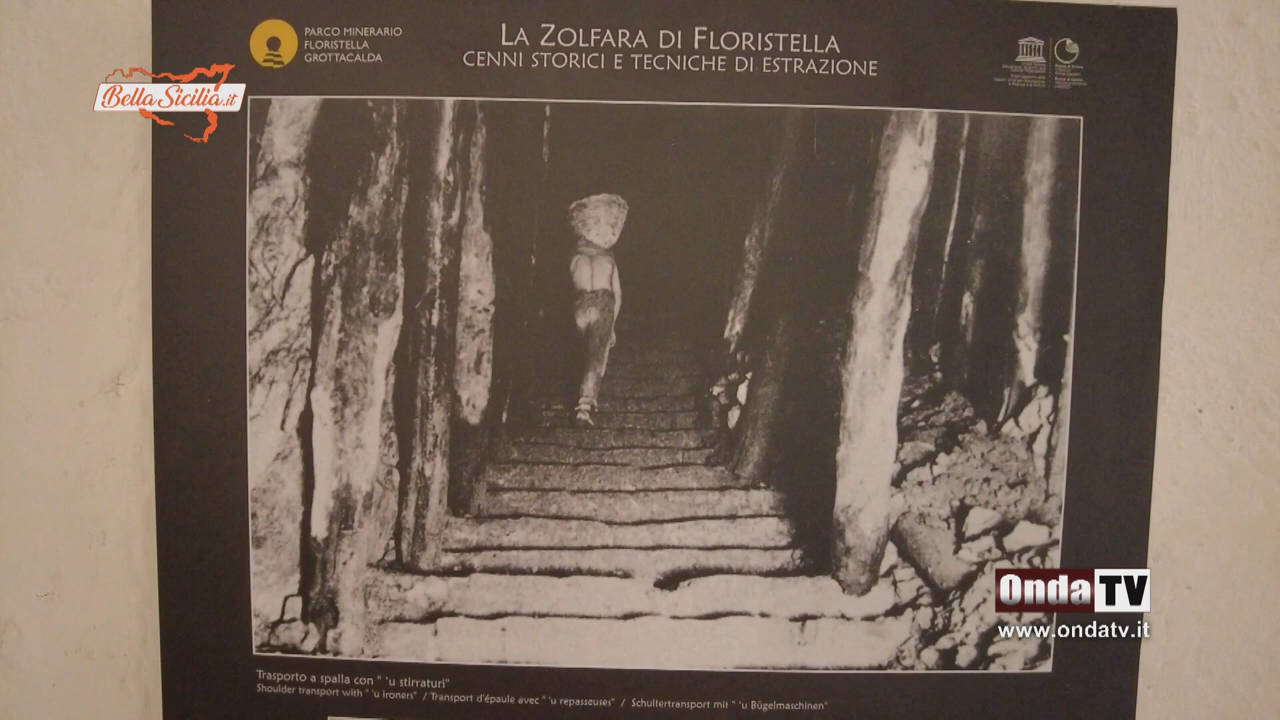 PARCO MINERARIO
FLORISTELLA
GROTTACALDA
LA ZOLFARA DI FLORISTELLA
CENNI STORICI E TECNICHE DI ESTRAZIONE
BellaSicilia.it
OndaTV
www.ondatv.it
Trasporto a spalla con " 'u stirraturi"
Shoulder transport with " 'u ironers" / Transport d'épaule avec " 'u repasseuses" / Schultertransport mit " 'u Bügelmaschinen"